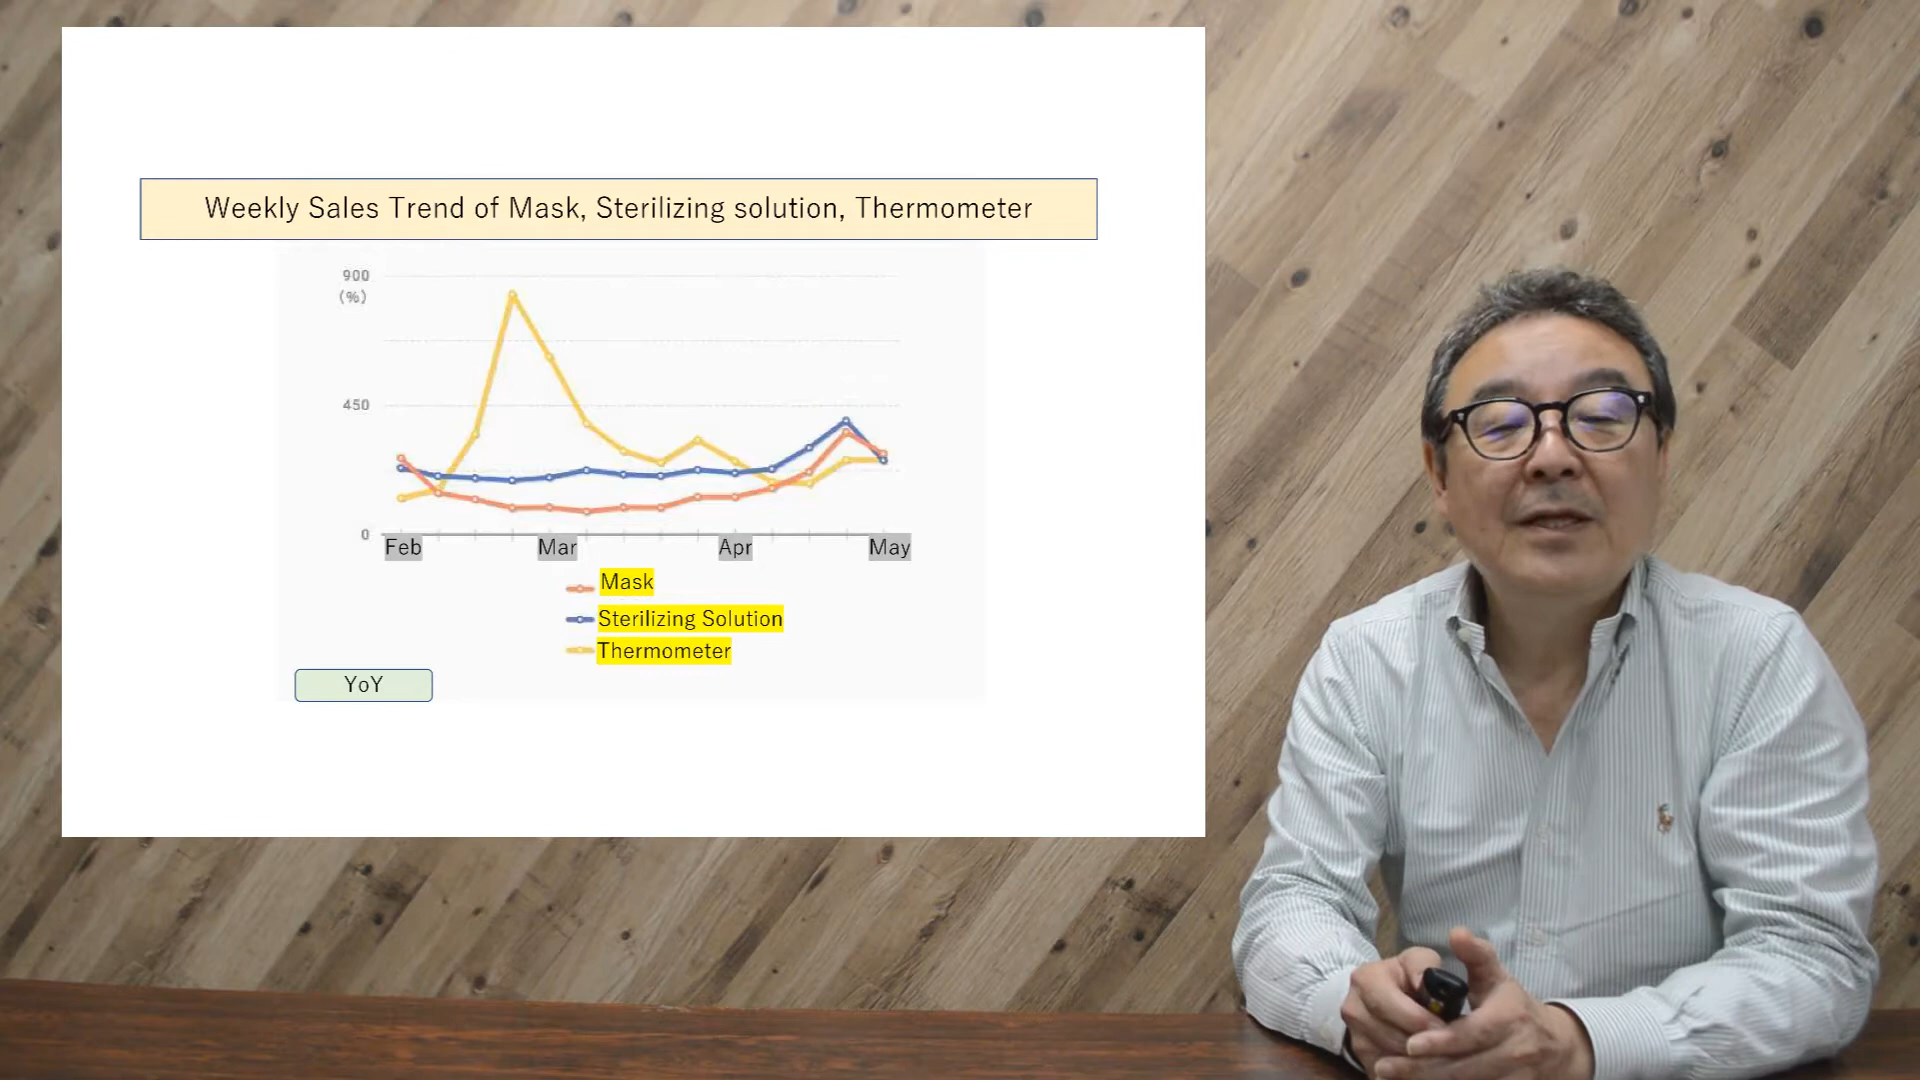 Weekly Sales Trend of Mask, Sterilizing solution, Thermometer
900
(%)
450
0
Feb Mar Apr May
Mask
Sterilizing Solution
Thermometer
YoY